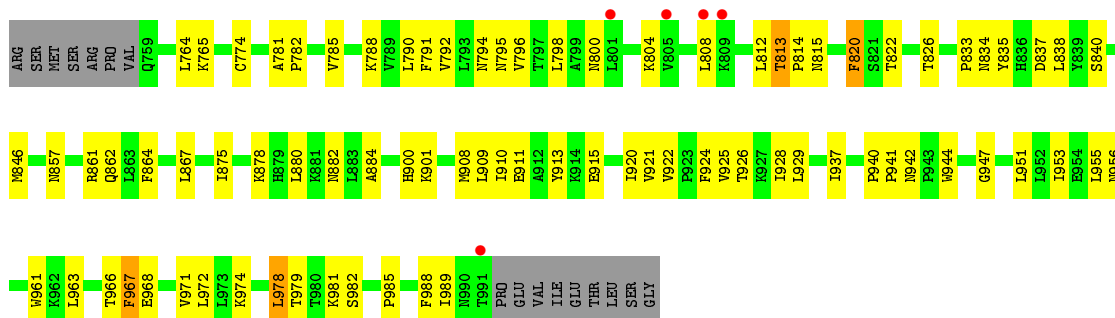 ARG SER MET SER ARG PRO VAL Q759 L764 K765 C774 A781 P782 V785 K788 V789 L790 F791 V792 L793 N794 N795 V796 T797 L798 A799 N800 L801 K804 V805 L808 K809 L812 T813 P814 N815 F820 S821 T822 T826 P833 N834 Y835 H836 D837 L838 Y839 S840
M846 N857 R861 Q862 L863 F864 L867 I875 K878 H879 L880 K881 N882 L883 A884 H900 K901 M908 L909 I910 E911 A912 Y913 K914 E915 I920 V921 V922 P923 F924 V925 T926 K927 I928 L929 I937 P940 P941 N942 P943 W944 G947 L951 L952 I953 E954 L955 N956
W961 K962 L963 T966 F967 E968 V971 L972 L973 K974 L978 T979 T980 K981 S982 P985 F988 I989 N990 T991 PRO GLU VAL ILE GLU THR LEU SER GLY